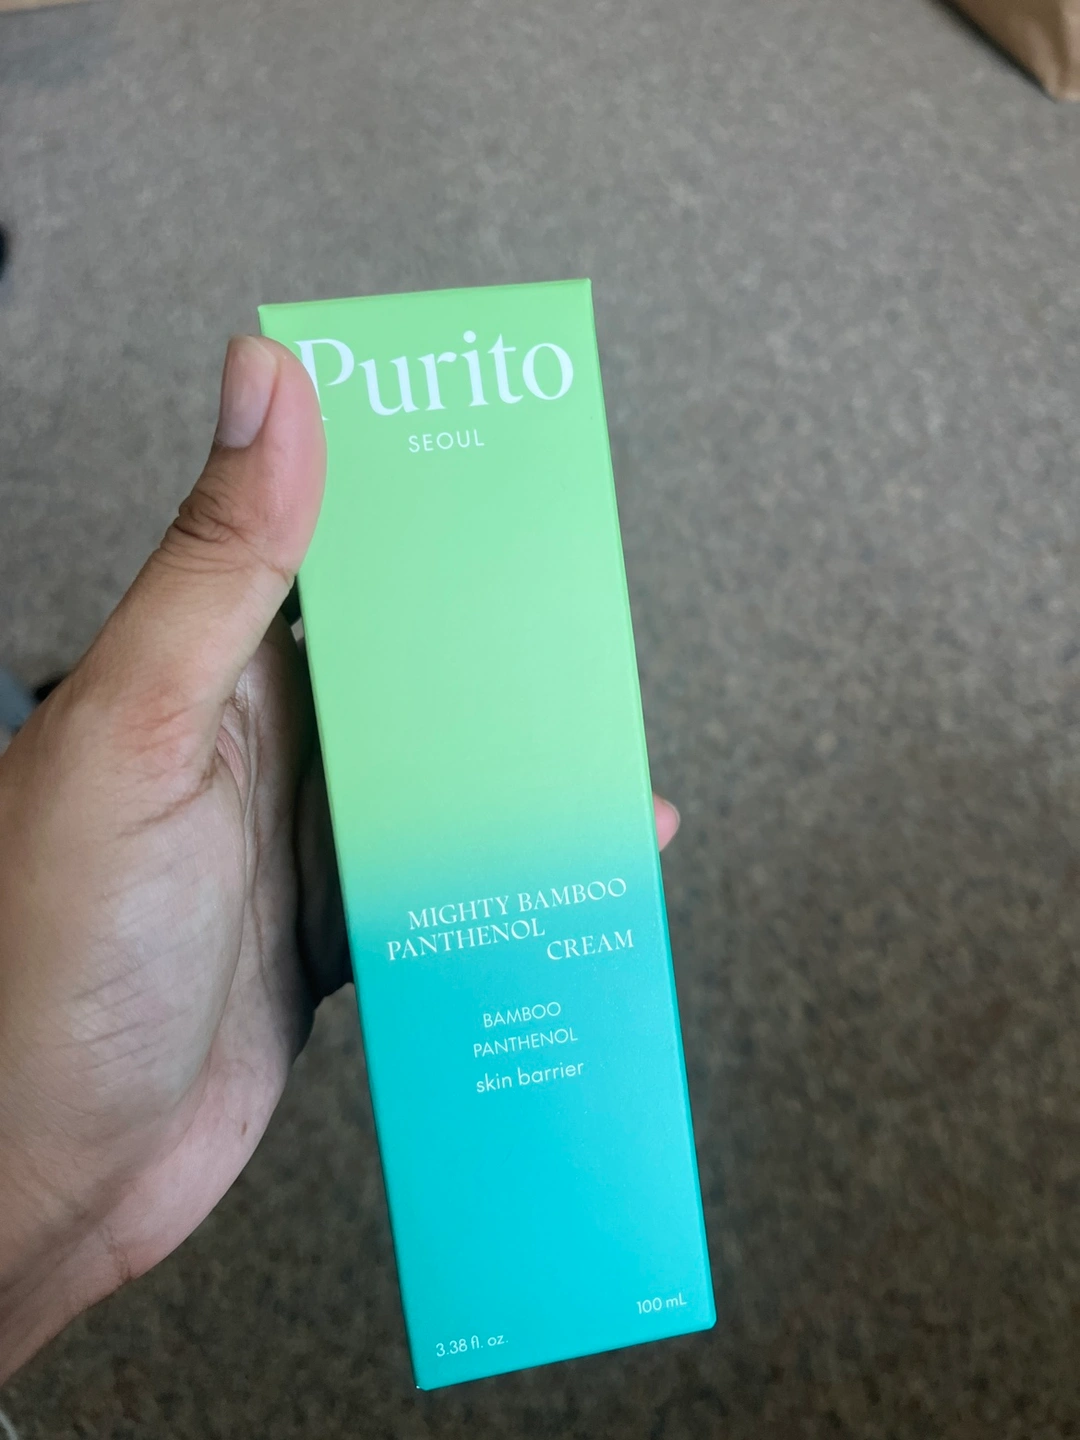 Purito
SEOUL
MIGHTY BAMBOO
PANTHENOL
CREAM
BAMBOO
PANTHENOL
skin barrier
100 mL
3.38 fl. oz.